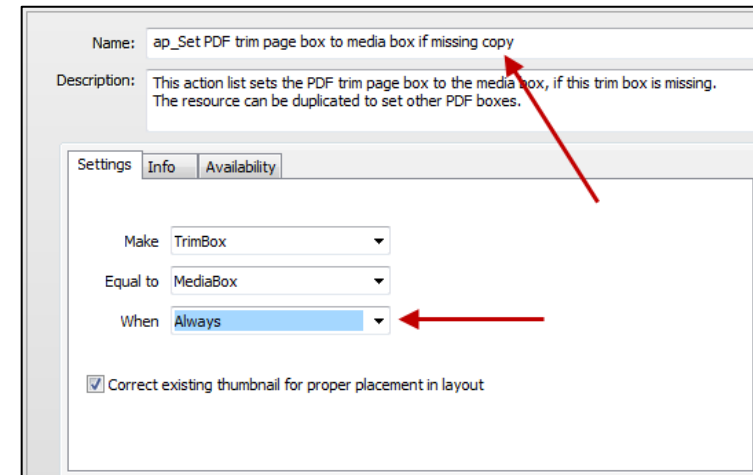 Name: ap_Set PDF trim page box to media box if missing copy
Description: This action list sets the PDF trim page box to the media box, if this trim box is missing.
The resource can be duplicated to set other PDF boxes.
Settings Info Availability
Make TrimBox
Equal to MediaBox
When Always
Correct existing thumbnail for proper placement in layout